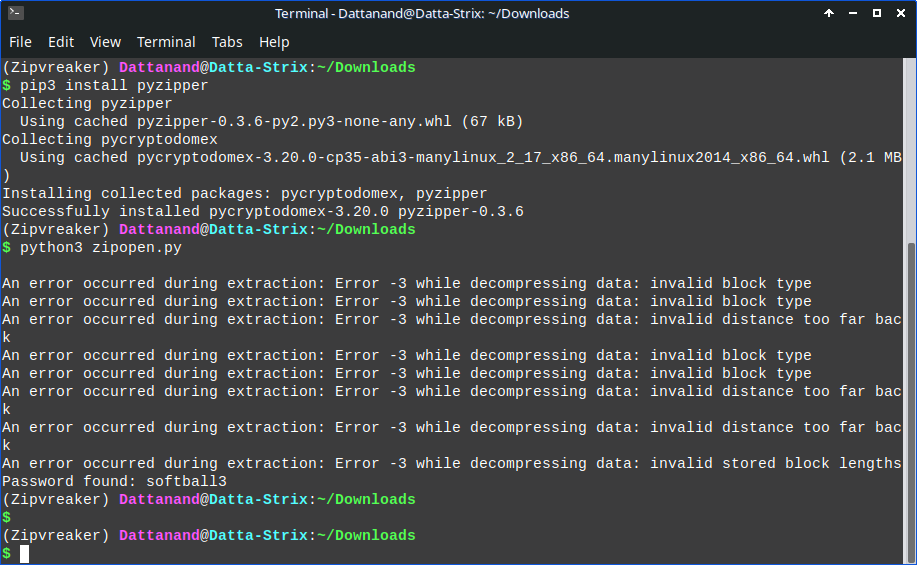 Terminal - Dattanand@Datta-Strix: ~/Downloads
File Edit View Terminal Tabs Help
(Zipvreaker) Dattanand@Datta-Strix:~/Downloads
$ pip3 install pyzipper
Collecting pyzipper
  Using cached pyzipper-0.3.6-py2.py3-none-any.whl (67 kB)
Collecting pycryptodomex
  Using cached pycryptodomex-3.20.0-cp35-abi3-manylinux_2_17_x86_64.manylinux2014_x86_64.whl (2.1 MB
)
Installing collected packages: pycryptodomex, pyzipper
Successfully installed pycryptodomex-3.20.0 pyzipper-0.3.6
(Zipvreaker) Dattanand@Datta-Strix:~/Downloads
$ python3 zipopen.py
An error occurred during extraction: Error -3 while decompressing data: invalid block type
An error occurred during extraction: Error -3 while decompressing data: invalid block type
An error occurred during extraction: Error -3 while decompressing data: invalid distance too far bac
k
An error occurred during extraction: Error -3 while decompressing data: invalid block type
An error occurred during extraction: Error -3 while decompressing data: invalid block type
An error occurred during extraction: Error -3 while decompressing data: invalid distance too far bac
k
An error occurred during extraction: Error -3 while decompressing data: invalid distance too far bac
k
An error occurred during extraction: Error -3 while decompressing data: invalid stored block lengths
Password found: softball3
(Zipvreaker) Dattanand@Datta-Strix:~/Downloads
$
(Zipvreaker) Dattanand@Datta-Strix:~/Downloads
$